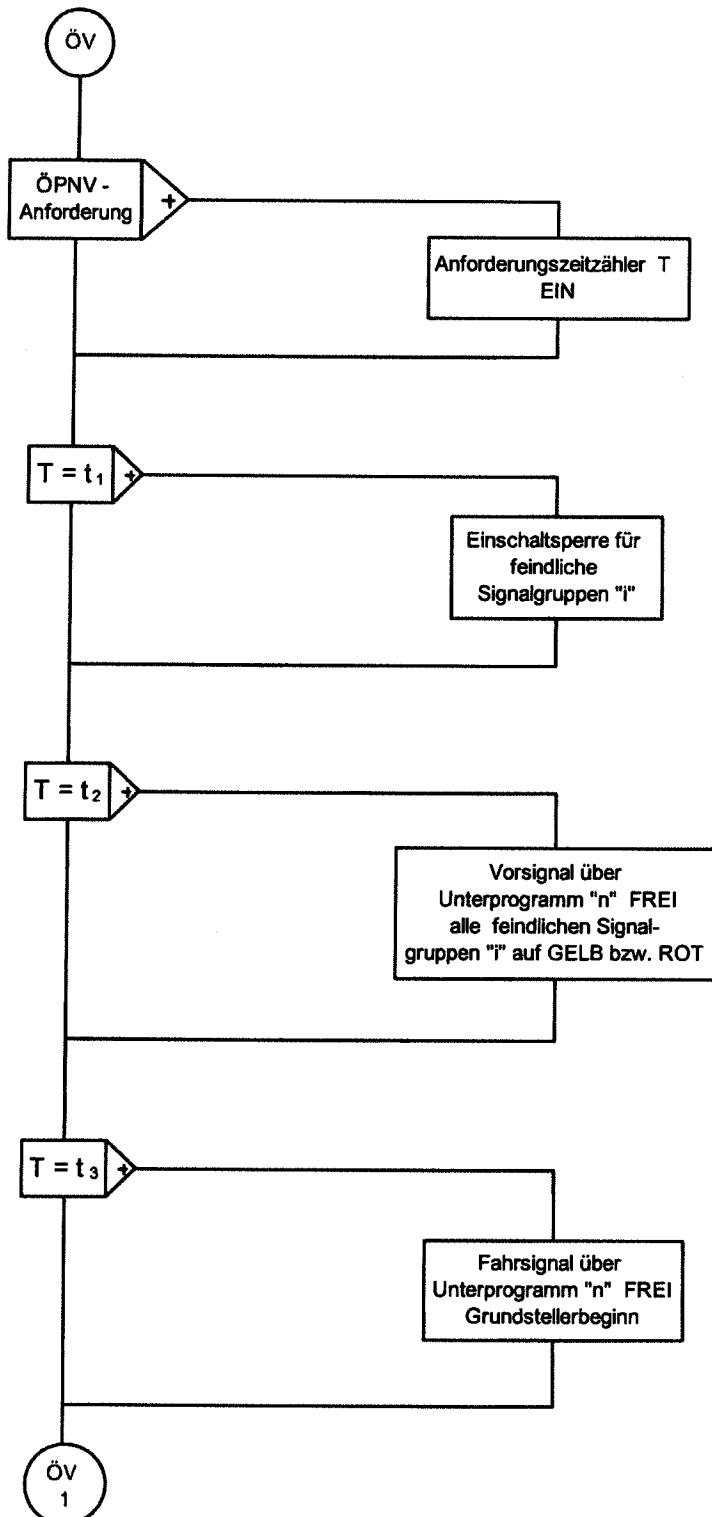 ÖV
ÖPNV -
Anforderung
+
Anforderungszeitzähler T
EIN
T = t₁
+
Einschaltsperre für
feindliche
Signalgruppen "i"
T = t₂
+
Vorsignal über
Unterprogramm "n" FREI
alle feindlichen Signal-
gruppen "i" auf GELB bzw. ROT
T = t₃
+
Fahrsignal über
Unterprogramm "n" FREI
Grundstellerbeginn
ÖV
1